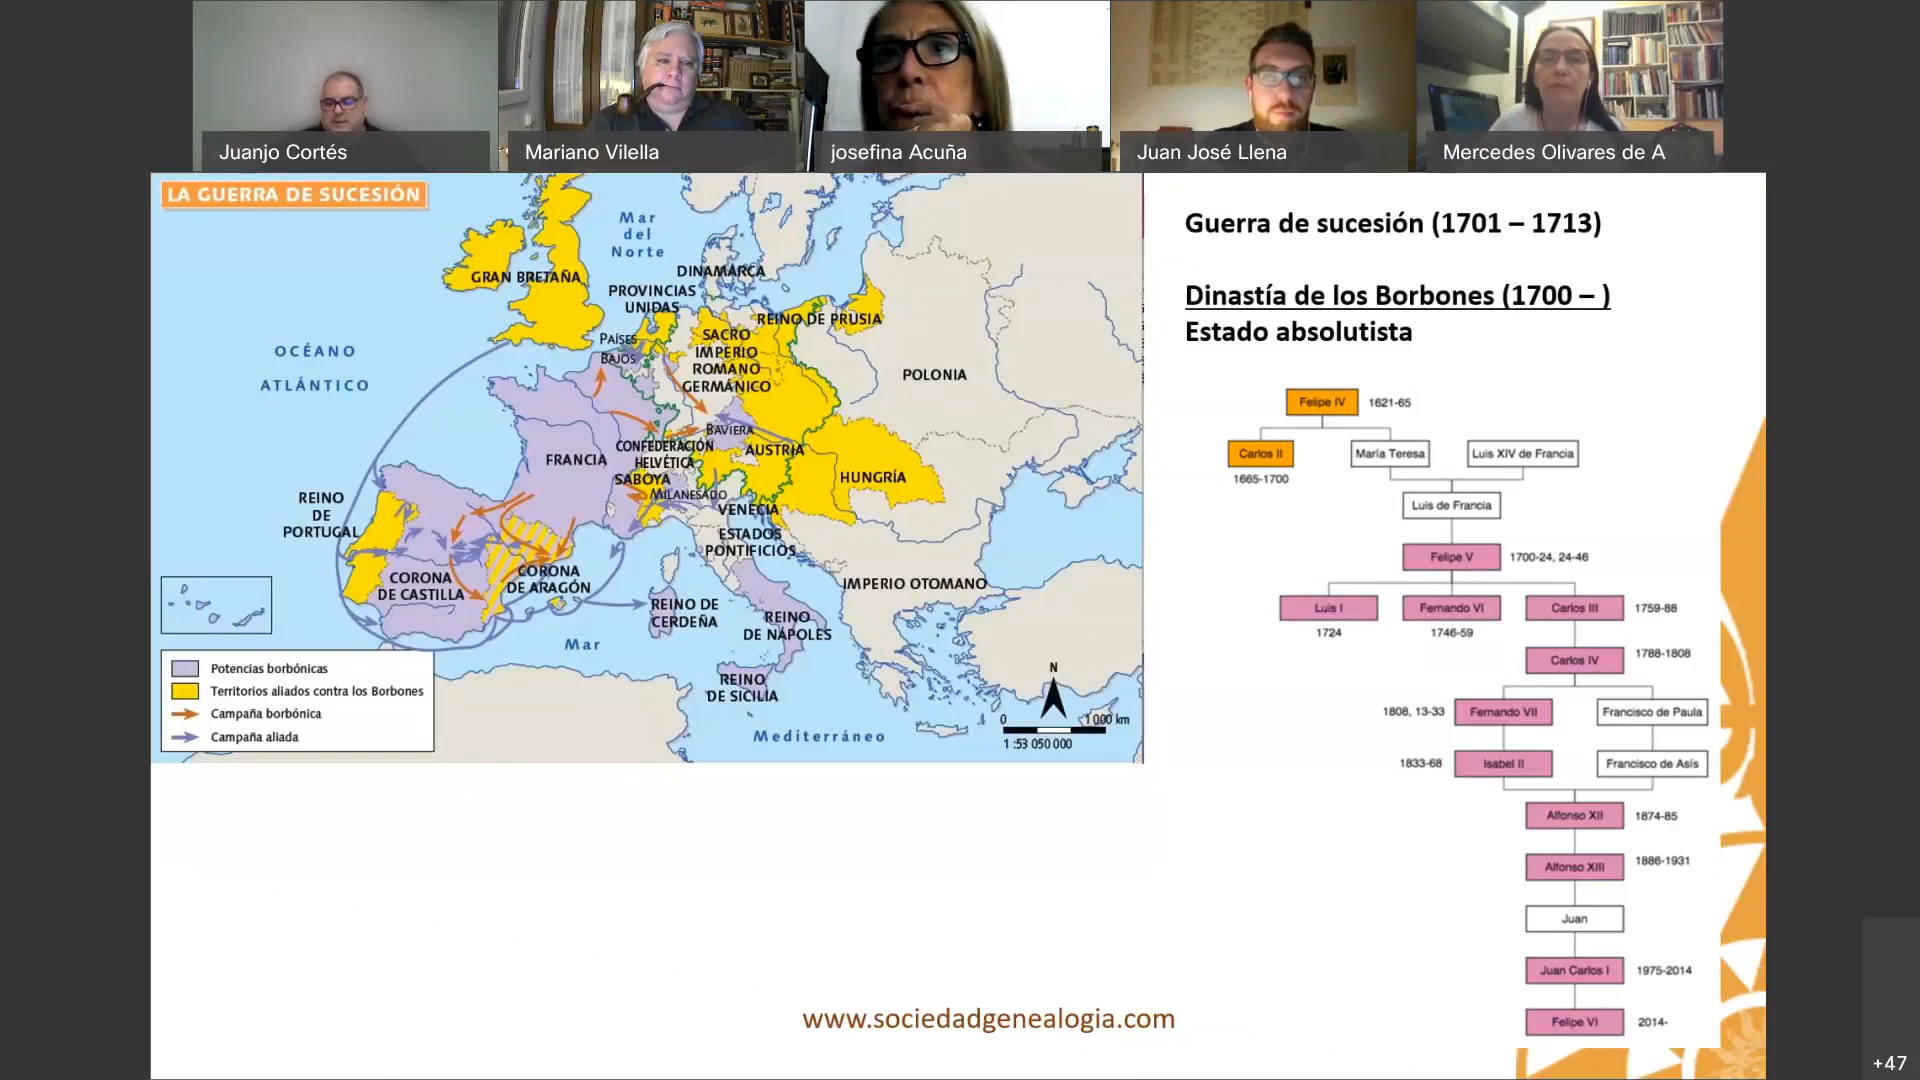 Juanjo Cortés
Mariano Vilella
josefina Acuña
Juan José Llena
Mercedes Olivares de A
LA GUERRA DE SUCESIÓN
Mar
del
Norte
DINAMARCA
GRAN BRETAÑA
PROVINCIAS
UNIDAS
REINO DE PRUSIA
PAÍSES
BAJOS
SACRO
IMPERIO
ROMANO
GERMÁNICO
OCÉANO
ATLÁNTICO
POLONIA
BAVIERA
CONFEDERACIÓN
HELVÉTICA
AUSTRIA
FRANCIA
HUNGRÍA
SABOYA
MILANESADO
REINO
DE
PORTUGAL
VENECIA
ESTADOS
PONTIFICIOS
CORONA
DE CASTILLA
CORONA
DE ARAGÓN
IMPERIO OTOMANO
REINO DE
CERDEÑA
REINO
DE NÁPOLES
Mar
REINO
DE SICILIA
Mediterráneo
N
0 1 000 km
1 :53 050 000
Potencias borbónicas
Territorios aliados contra los Borbones
Campaña borbónica
Campaña aliada
Guerra de sucesión (1701 – 1713)
Dinastía de los Borbones (1700 – )
Estado absolutista
Felipe IV 1621-65
Carlos II María Teresa Luis XIV de Francia
1665-1700
Luis de Francia
Felipe V 1700-24, 24-46
Luis I Fernando VI Carlos III 1759-88
1724 1746-59
Carlos IV 1788-1808
1808, 13-33 Fernando VII Francisco de Paula
1833-68 Isabel II Francisco de Asís
Alfonso XII 1874-85
Alfonso XIII 1886-1931
Juan
Juan Carlos I 1975-2014
Felipe VI 2014-
www.sociedadgenealogia.com
+47